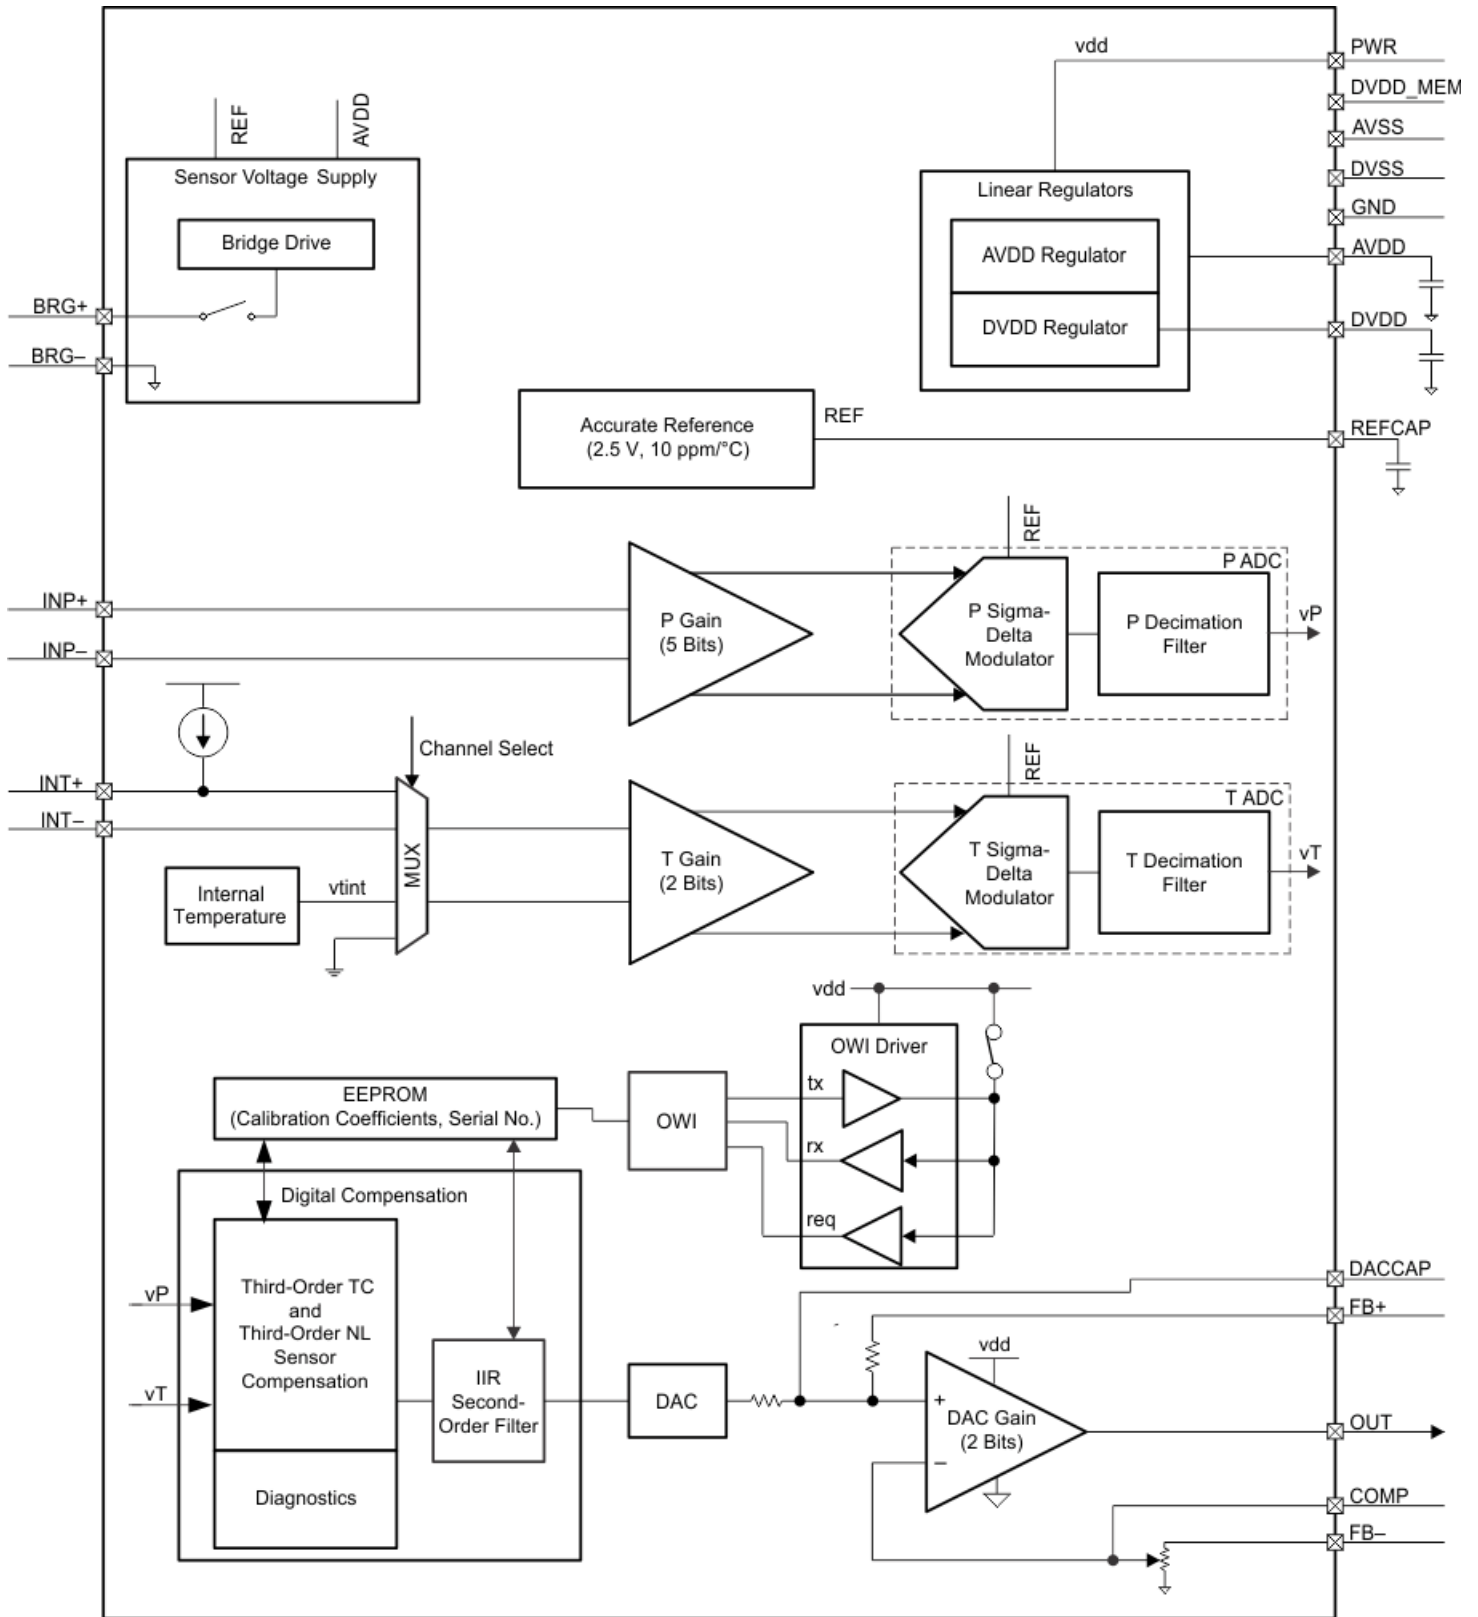 vdd
PWR
DVDD_MEM
AVSS
DVSS
GND
AVDD
DVDD
REFCAP
REF
AVDD
Sensor Voltage Supply
Bridge Drive
BRG+
BRG–
Linear Regulators
AVDD Regulator
DVDD Regulator
Accurate Reference
(2.5 V, 10 ppm/°C)
REF
REF
P ADC
INP+
INP–
P Gain
(5 Bits)
P Sigma-
Delta
Modulator
P Decimation
Filter
vP
Channel Select
REF
T ADC
INT+
INT–
MUX
Internal
Temperature
vtint
T Gain
(2 Bits)
T Sigma-
Delta
Modulator
T Decimation
Filter
vT
vdd
OWI Driver
tx
rx
req
EEPROM
(Calibration Coefficients, Serial No.)
OWI
Digital Compensation
vP
vT
Third-Order TC
and
Third-Order NL
Sensor
Compensation
Diagnostics
IIR
Second-
Order Filter
DAC
vdd
+
DAC Gain
(2 Bits)
–
DACCAP
FB+
OUT
COMP
FB–